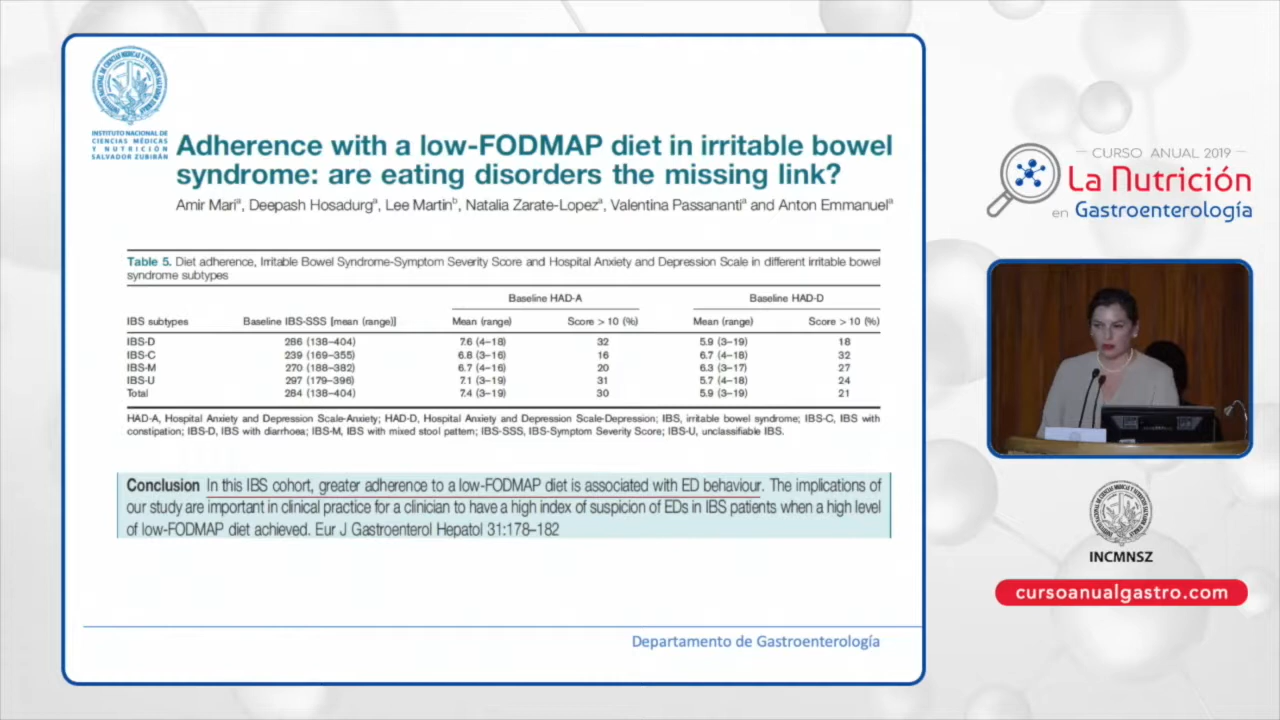 INSTITUTO NACIONAL DE
CIENCIAS MÉDICAS
Y NUTRICIÓN
SALVADOR ZUBIRÁN
Adherence with a low-FODMAP diet in irritable bowel
syndrome: are eating disorders the missing link?
Amir Mariᵃ, Deepash Hosadurgᵃ, Lee Martinᵇ, Natalia Zarate-Lopezᵃ, Valentina Passanantiᵃ and Anton Emmanuelᵃ
Table 5. Diet adherence, Irritable Bowel Syndrome-Symptom Severity Score and Hospital Anxiety and Depression Scale in different irritable bowel
syndrome subtypes
Baseline HAD-A Baseline HAD-D
IBS subtypes Baseline IBS-SSS [mean (range)] Mean (range) Score > 10 (%) Mean (range) Score > 10 (%)
IBS-D 286 (138–404) 7.6 (4–18) 32 5.9 (3–19) 18
IBS-C 239 (169–355) 6.8 (3–16) 16 6.7 (4–18) 32
IBS-M 270 (188–382) 6.7 (4–16) 20 6.3 (3–17) 27
IBS-U 297 (179–396) 7.1 (3–19) 31 5.7 (4–18) 24
Total 284 (138–404) 7.4 (3–19) 30 5.9 (3–19) 21
HAD-A, Hospital Anxiety and Depression Scale-Anxiety; HAD-D, Hospital Anxiety and Depression Scale-Depression; IBS, irritable bowel syndrome; IBS-C, IBS with
constipation; IBS-D, IBS with diarrhoea; IBS-M, IBS with mixed stool pattern; IBS-SSS, IBS-Symptom Severity Score; IBS-U, unclassifiable IBS.
Conclusion In this IBS cohort, greater adherence to a low-FODMAP diet is associated with ED behaviour. The implications of
our study are important in clinical practice for a clinician to have a high index of suspicion of EDs in IBS patients when a high level
of low-FODMAP diet achieved. Eur J Gastroenterol Hepatol 31:178–182
Departamento de Gastroenterología
CURSO ANUAL 2019
La Nutrición
en Gastroenterología
INCMNSZ
cursoanualgastro.com